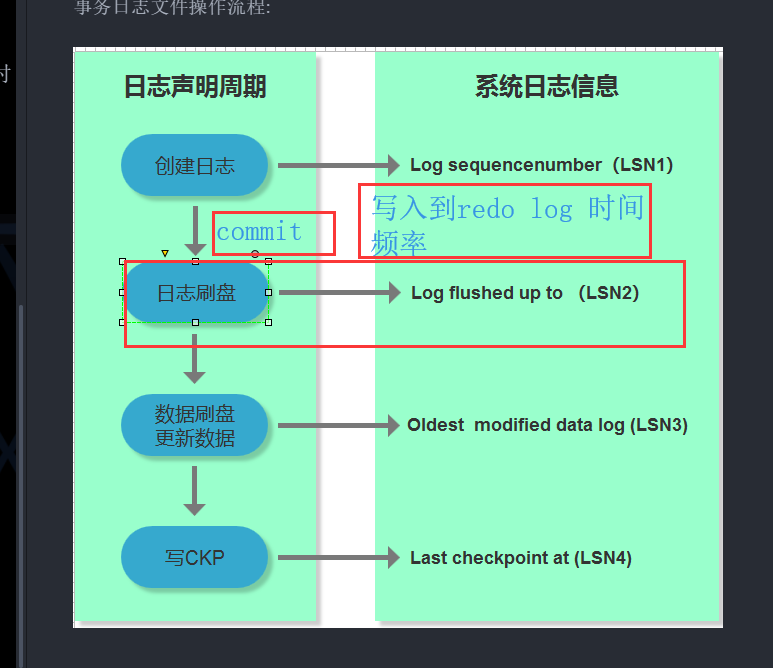 事务日志文件操作流程:
时
日志声明周期
系统日志信息
创建日志
Log sequencenumber（LSN1）
写入到redo log 时间
频率
commit
日志刷盘
Log flushed up to （LSN2）
数据刷盘
更新数据
Oldest modified data log (LSN3)
写CKP
Last checkpoint at (LSN4)